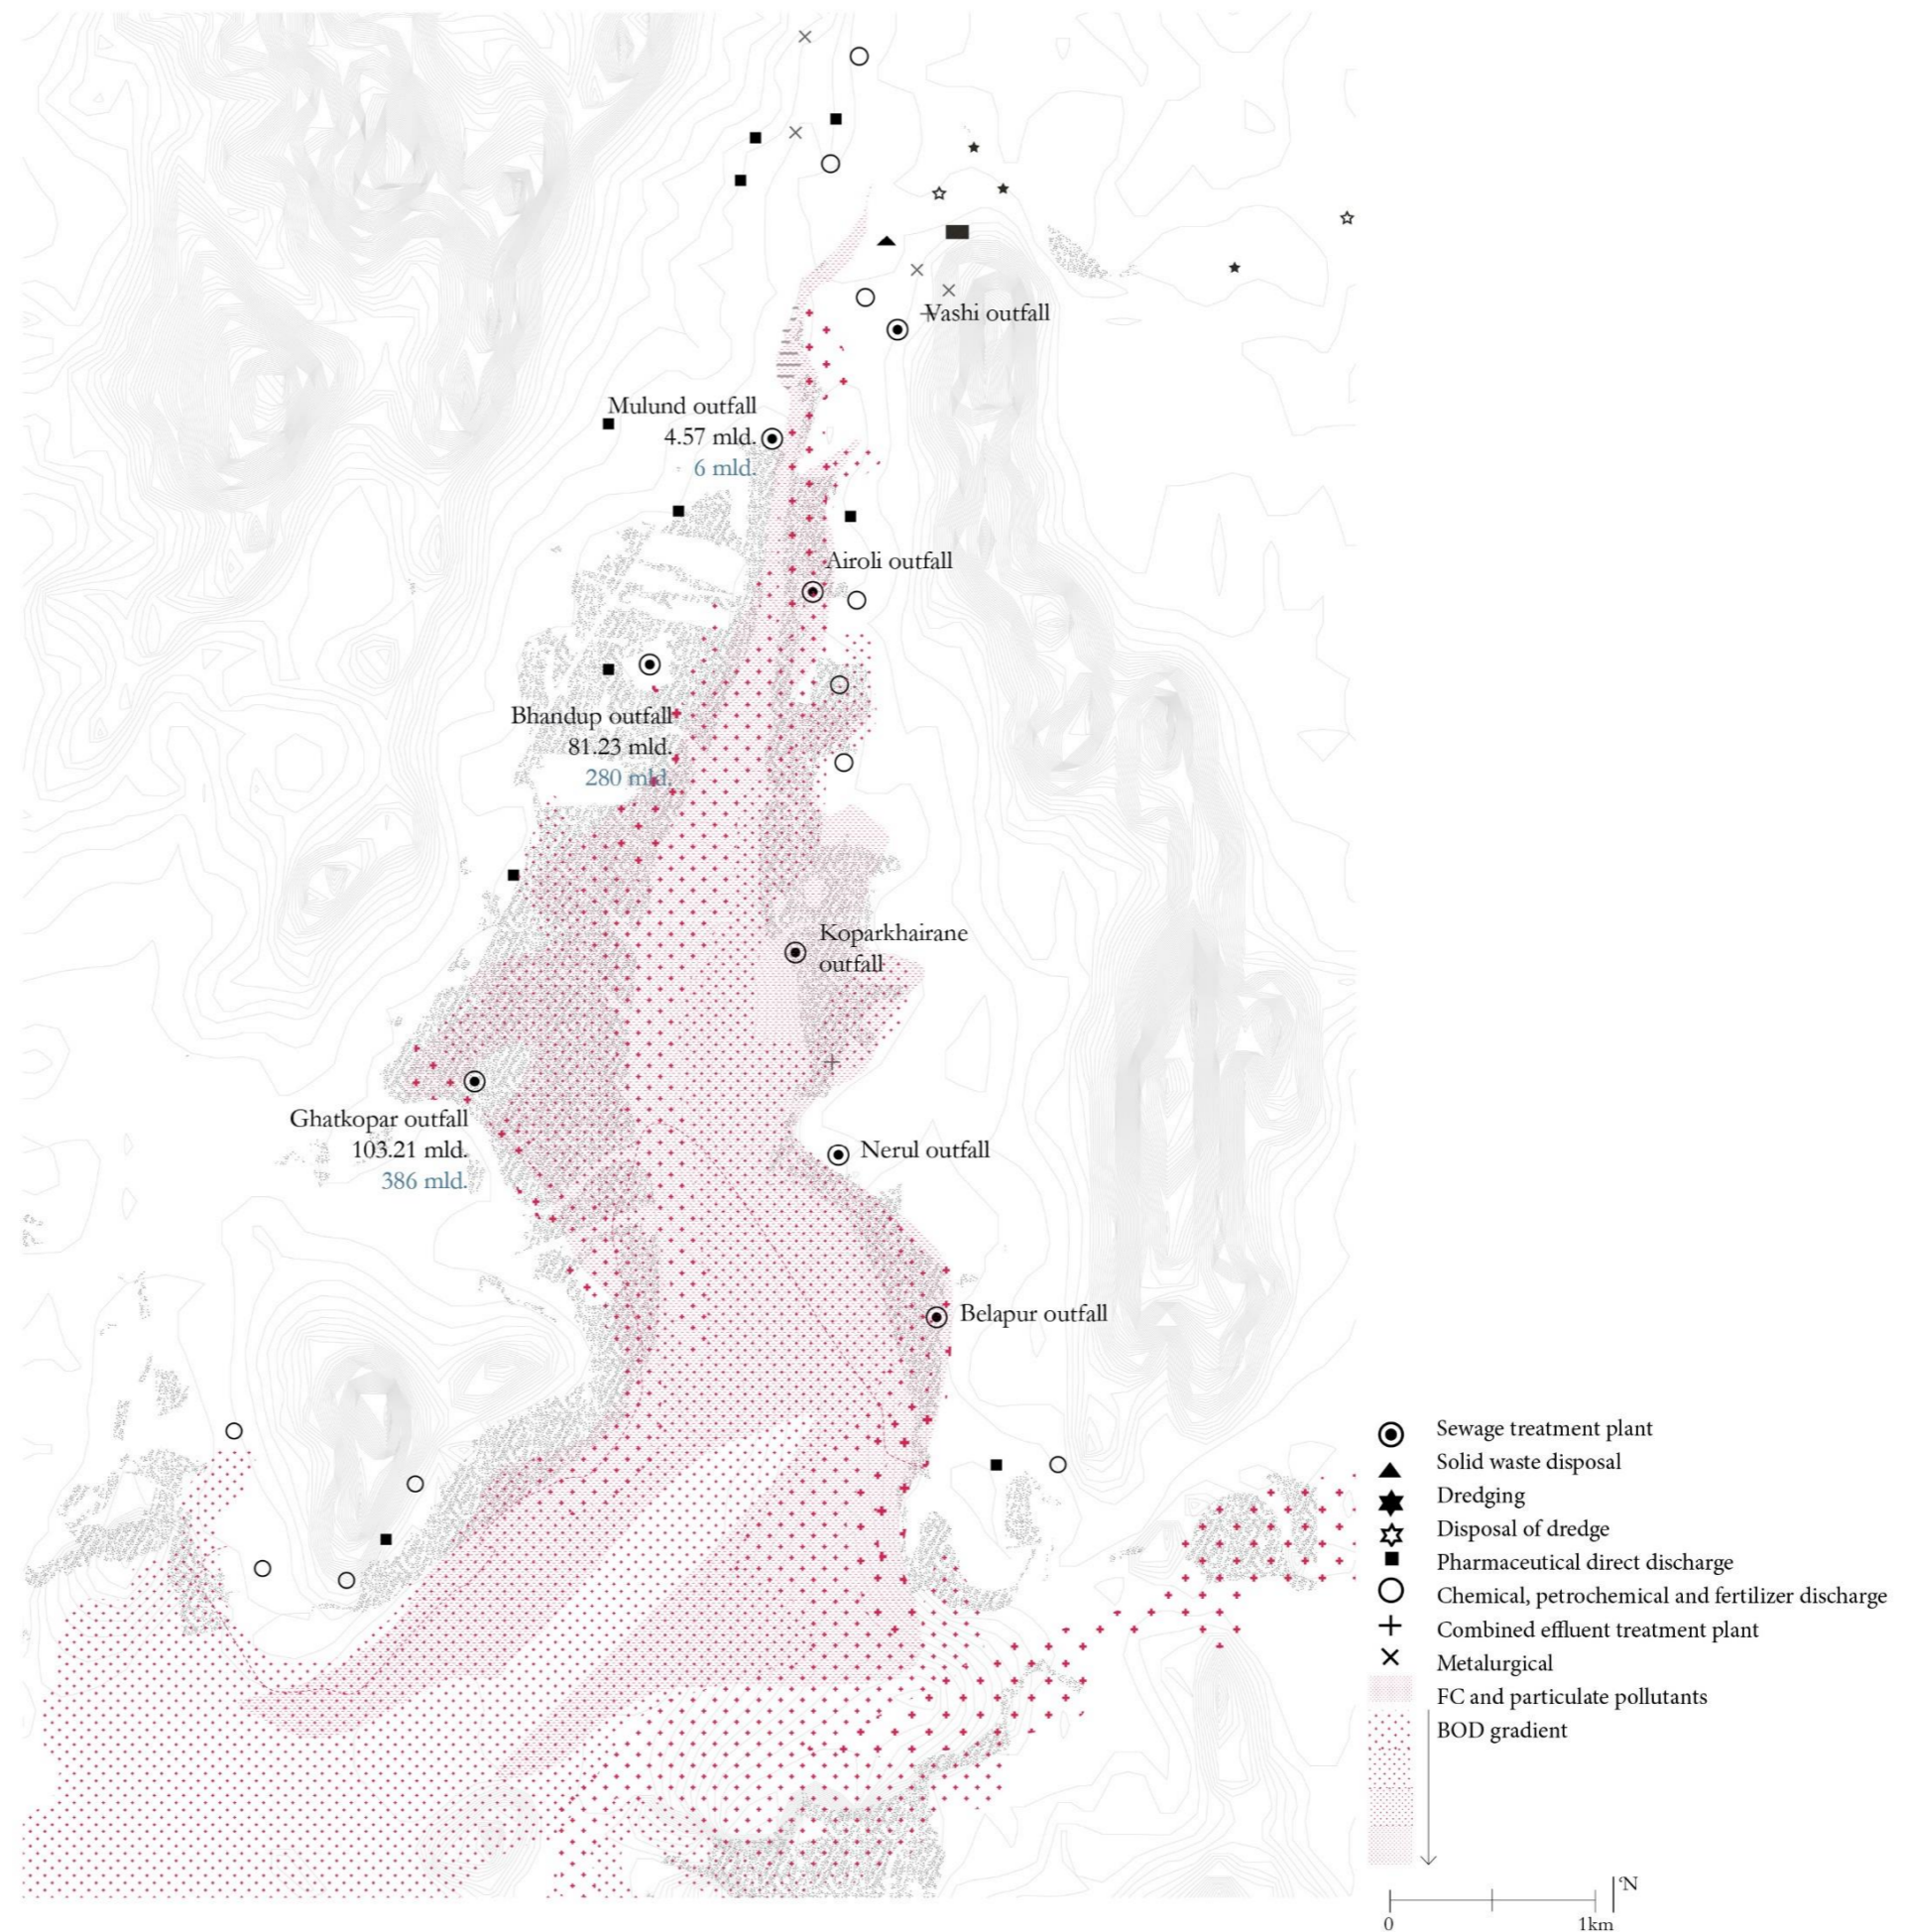 Vashi outfall
Mulund outfall
4.57 mld.
6 mld.
Airoli outfall
Bhandup outfall
81.23 mld.
280 mld.
Koparkhairane
outfall
Ghatkopar outfall
103.21 mld.
386 mld.
Nerul outfall
Belapur outfall
Sewage treatment plant
Solid waste disposal
Dredging
Disposal of dredge
Pharmaceutical direct discharge
Chemical, petrochemical and fertilizer discharge
Combined effluent treatment plant
Metalurgical
FC and particulate pollutants
BOD gradient
N
0 1km